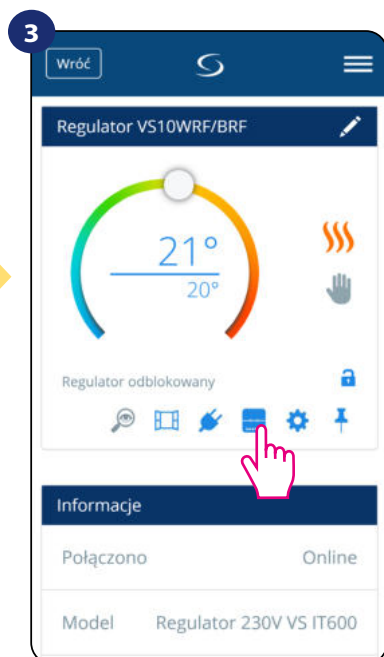 3
Wróć
Regulator VS10WRF/BRF
21°
20°
Regulator odblokowany
Informacje
Połączono Online
Model Regulator 230V VS IT600